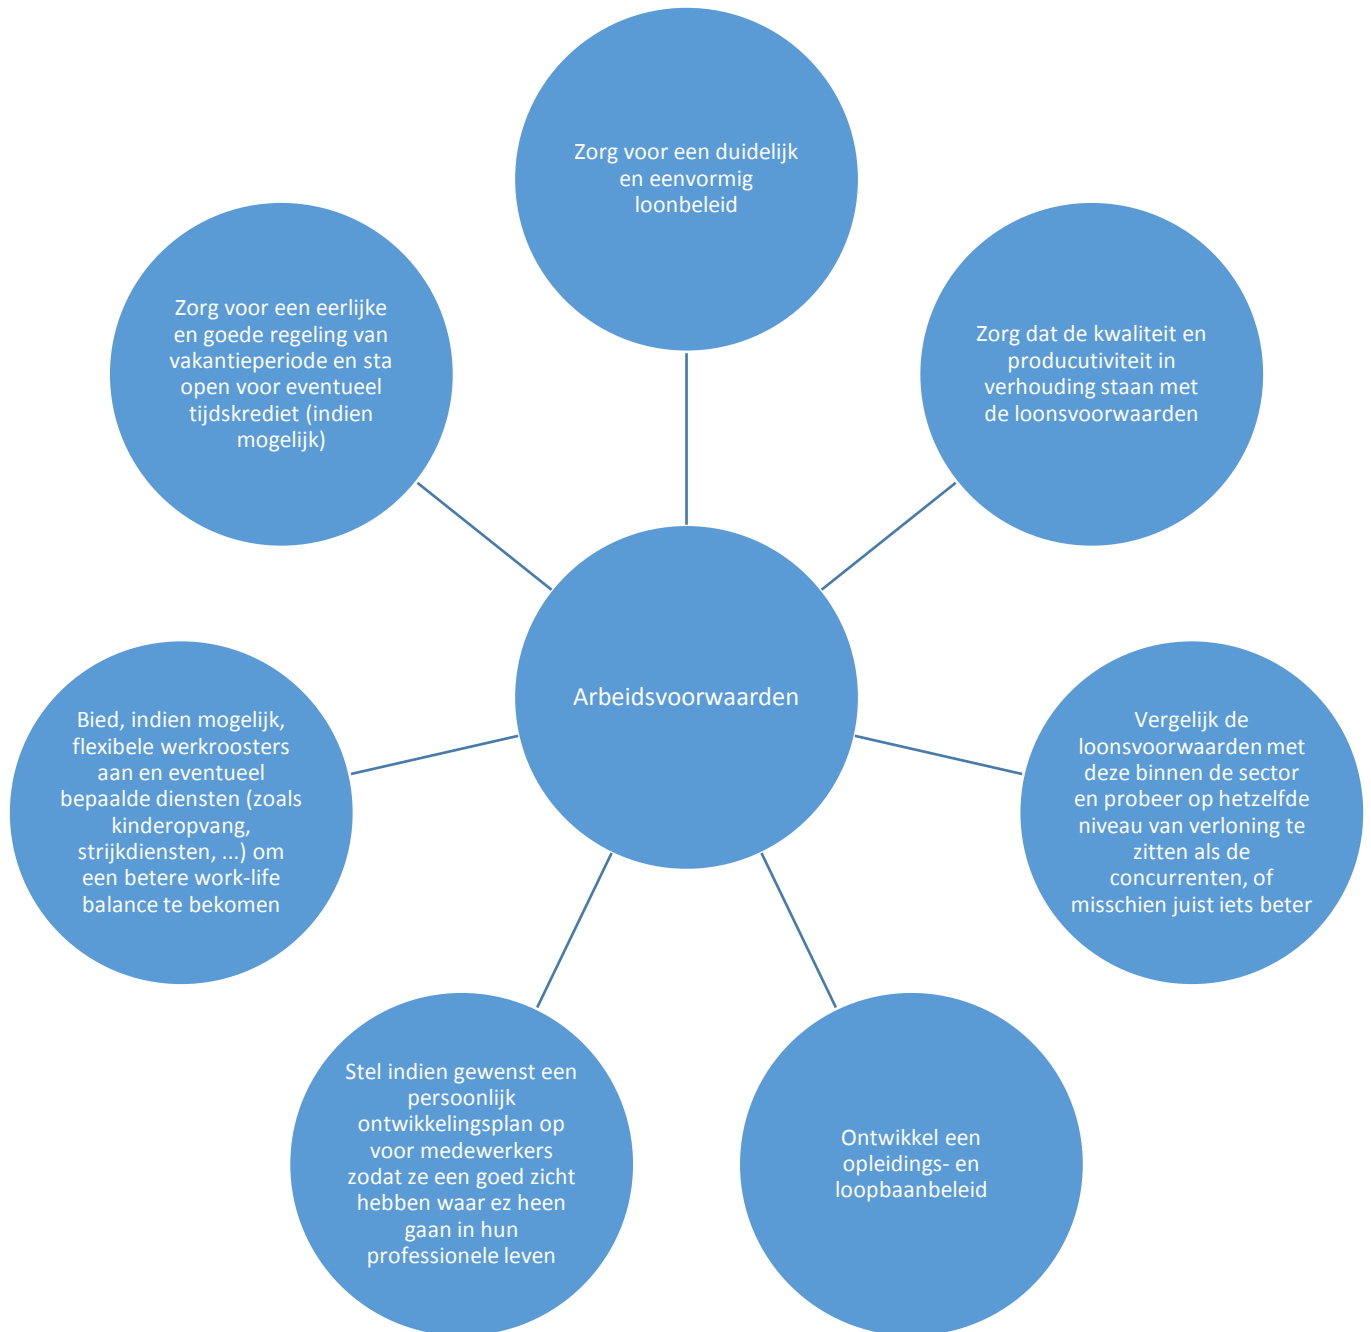 Zorg voor een duidelijk
en eenvormig
loonbeleid
Zorg dat de kwaliteit en
producutiviteit in
verhouding staan met
de loonsvoorwaarden
Vergelijk de
loonsvoorwaarden met
deze binnen de sector
en probeer op hetzelfde
niveau van verloning te
zitten als de
concurrenten, of
misschien juist iets beter
Ontwikkel een
opleidings- en
loopbaanbeleid
Stel indien gewenst een
persoonlijk
ontwikkelingsplan op
voor medewerkers
zodat ze een goed zicht
hebben waar ez heen
gaan in hun
professionele leven
Bied, indien mogelijk,
flexibele werkroosters
aan en eventueel
bepaalde diensten (zoals
kinderopvang,
strijkdiensten, ...) om
een betere work-life
balance te bekomen
Zorg voor een eerlijke
en goede regeling van
vakantieperiode en sta
open voor eventueel
tijdskrediet (indien
mogelijk)
Arbeidsvoorwaarden